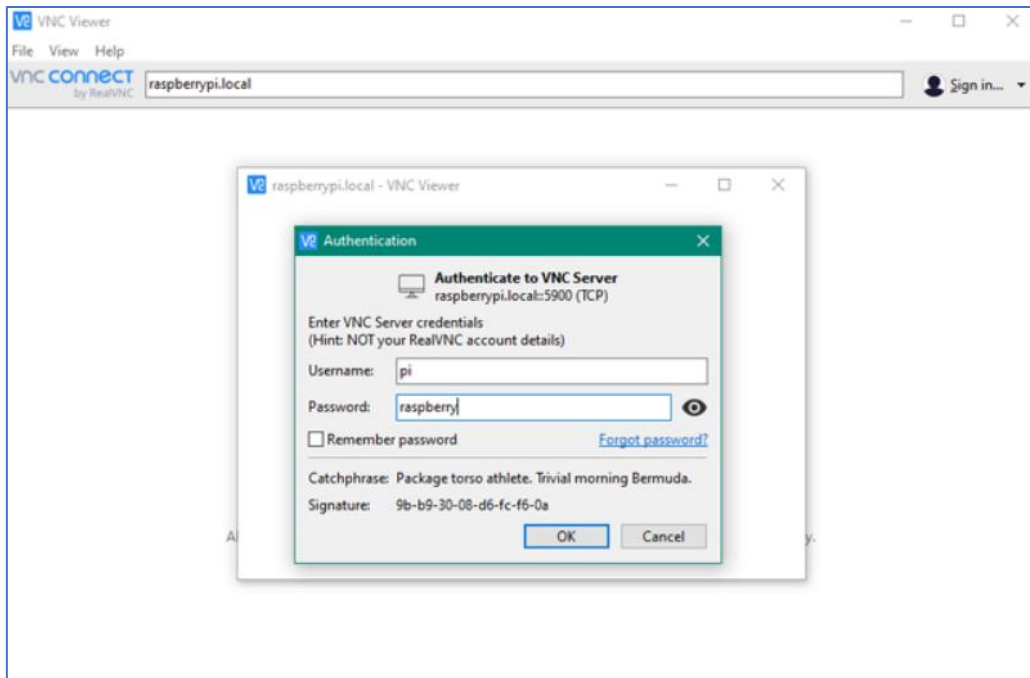 VNC Viewer
File View Help
vnc connect
by RealVNC
raspberrypi.local
Sign in...
raspberrypi.local - VNC Viewer
Authentication
Authenticate to VNC Server
raspberrypi.local::5900 (TCP)
Enter VNC Server credentials
(Hint: NOT your RealVNC account details)
Username: pi
Password: raspberry
Remember password Forgot password?
Catchphrase: Package torso athlete. Trivial morning Bermuda.
Signature: 9b-b9-30-08-d6-fc-f6-0a
OK Cancel